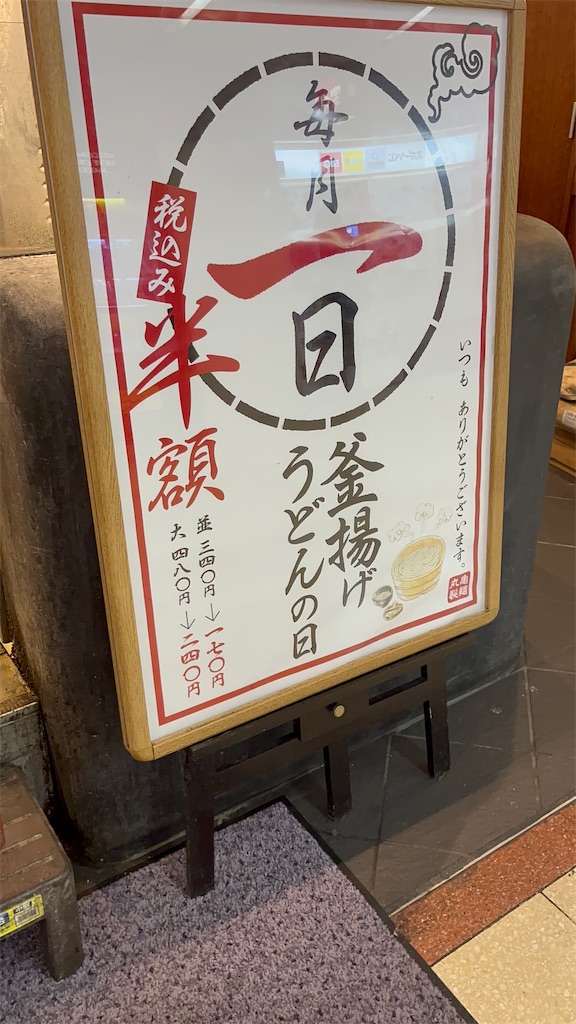 毎月
一
日
釜揚げ
うどんの日
税込み
半額
並 三四〇円→一七〇円
大 四八〇円→二四〇円
いつも ありがとうございます。
丸亀
製麺